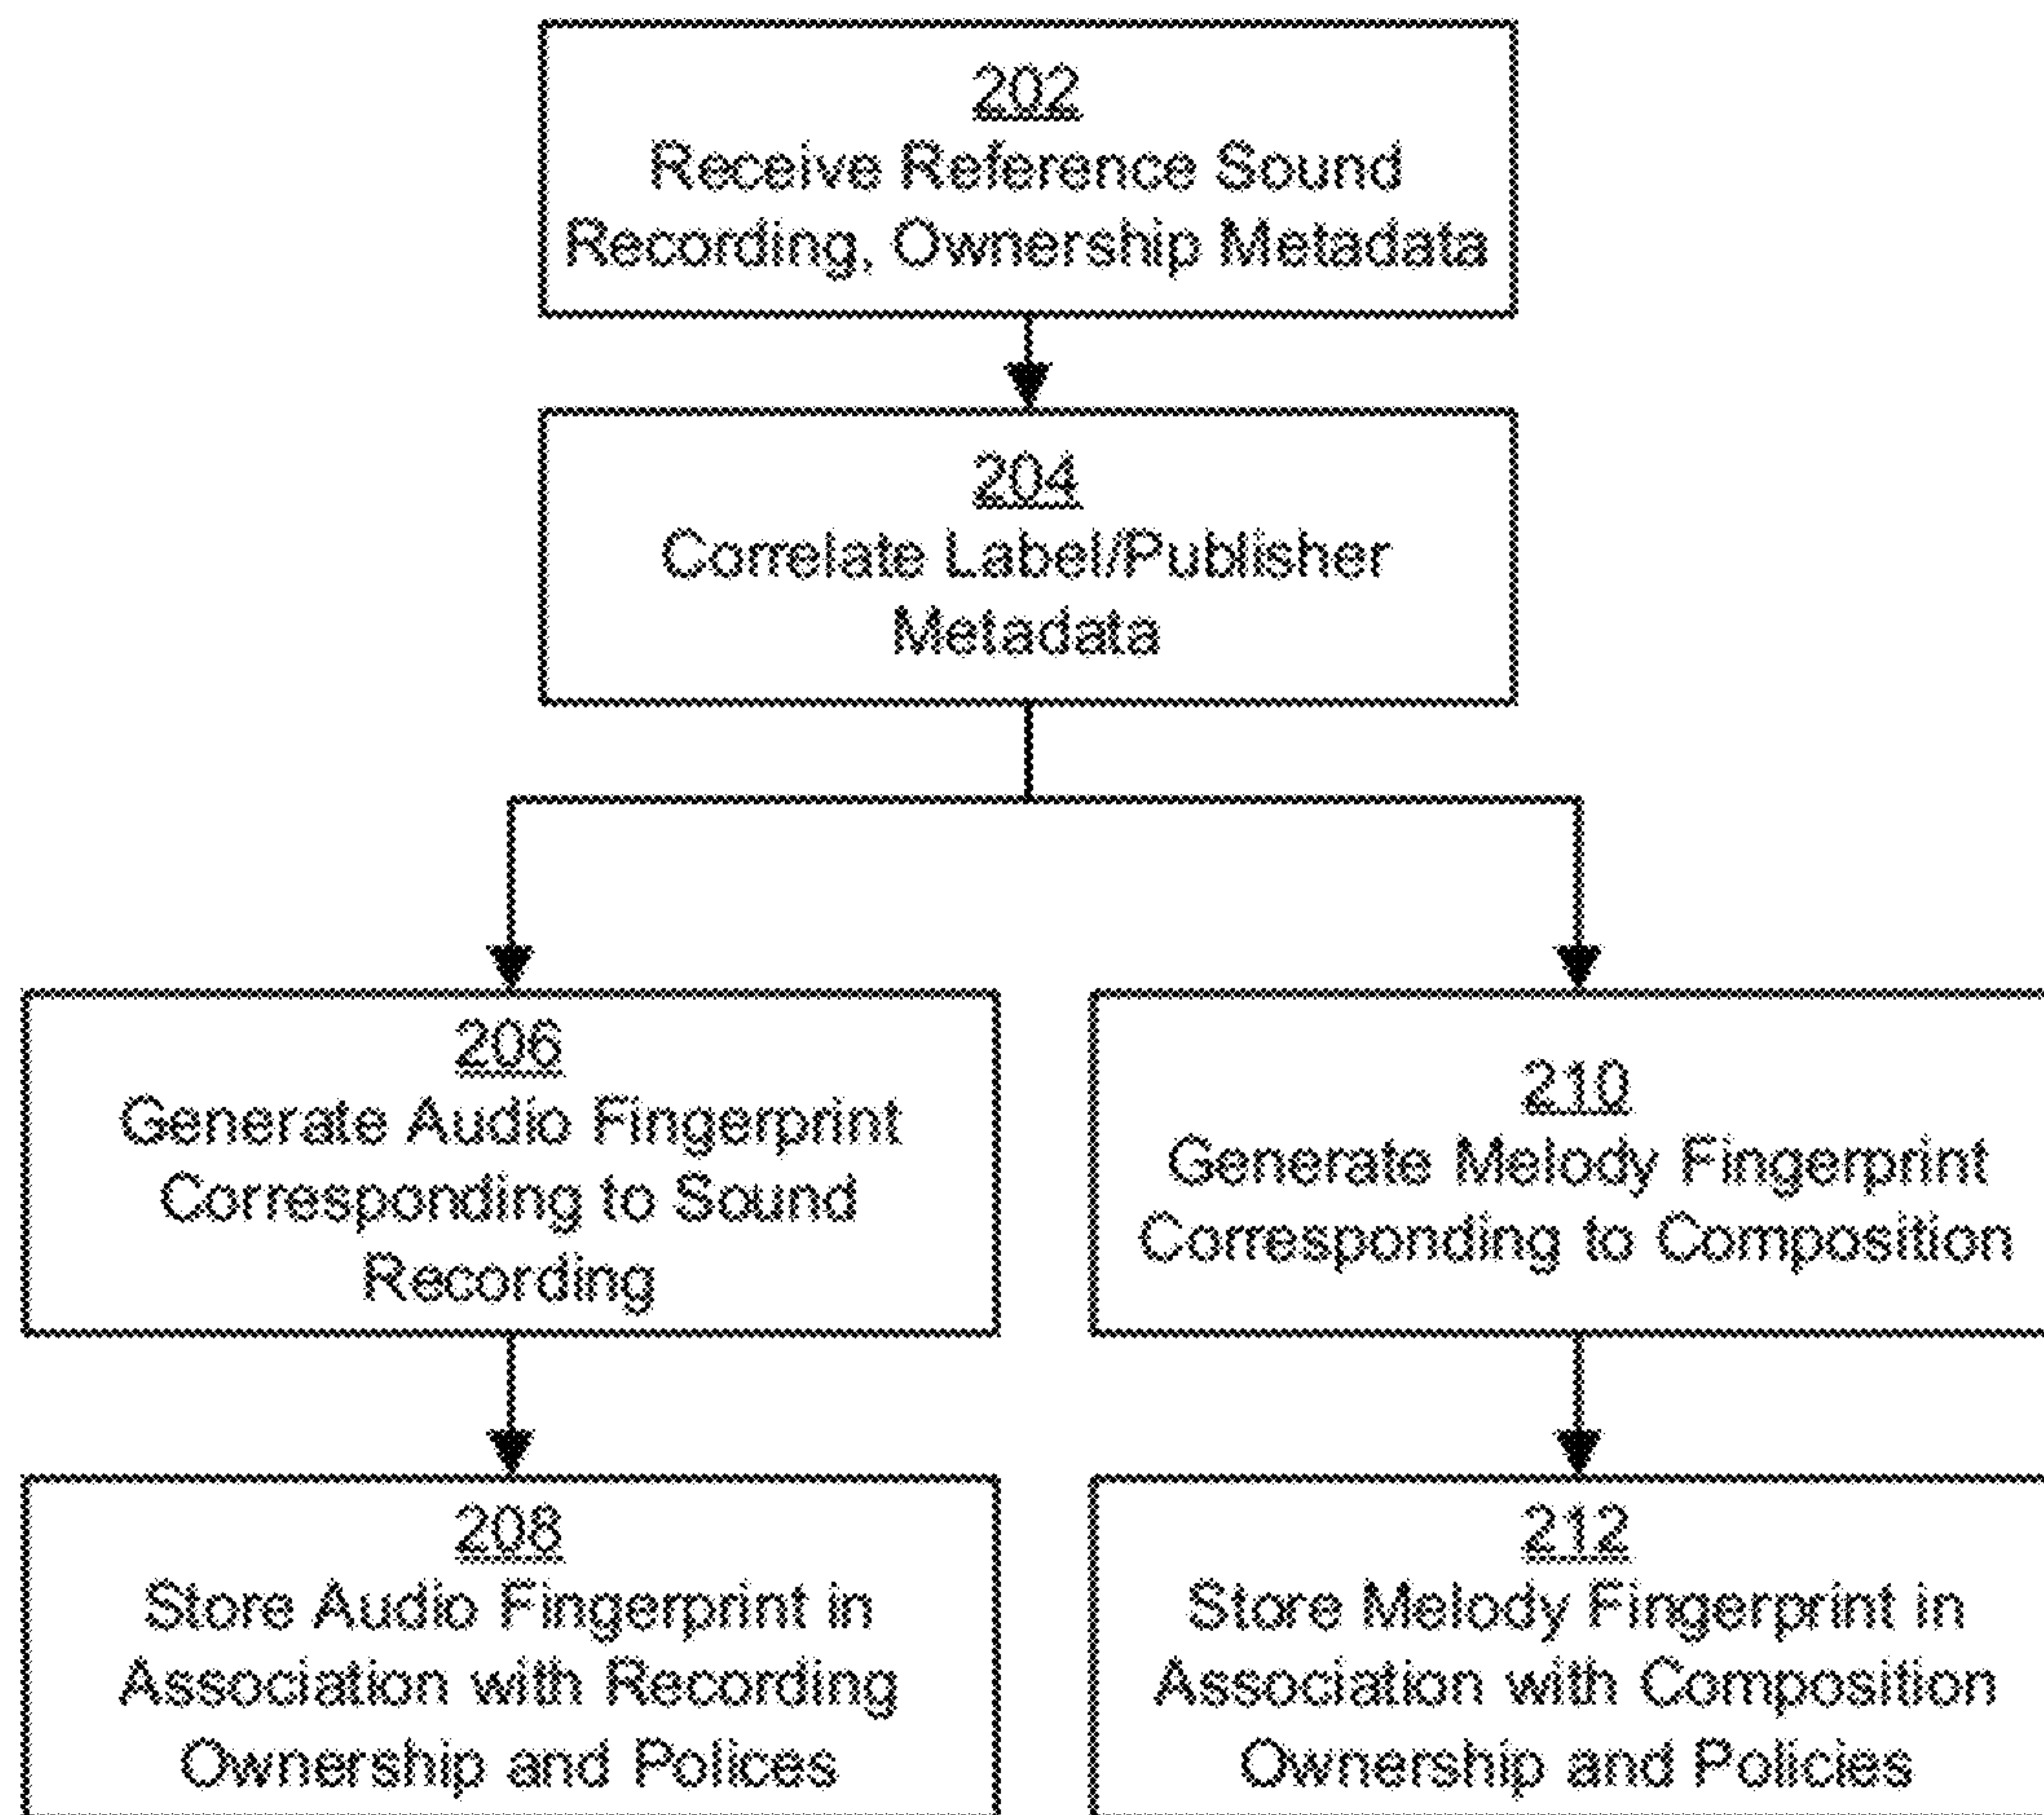 202
Receive Reference Sound
Recording, Ownership Metadata
204
Correlate Label/Publisher
Metadata
206
Generate Audio Fingerprint
Corresponding to Sound
Recording
208
Store Audio Fingerprint in
Association with Recording
Ownership and Polices
210
Generate Melody Fingerprint
Corresponding to Composition
212
Store Melody Fingerprint in
Association with Composition
Ownership and Policies